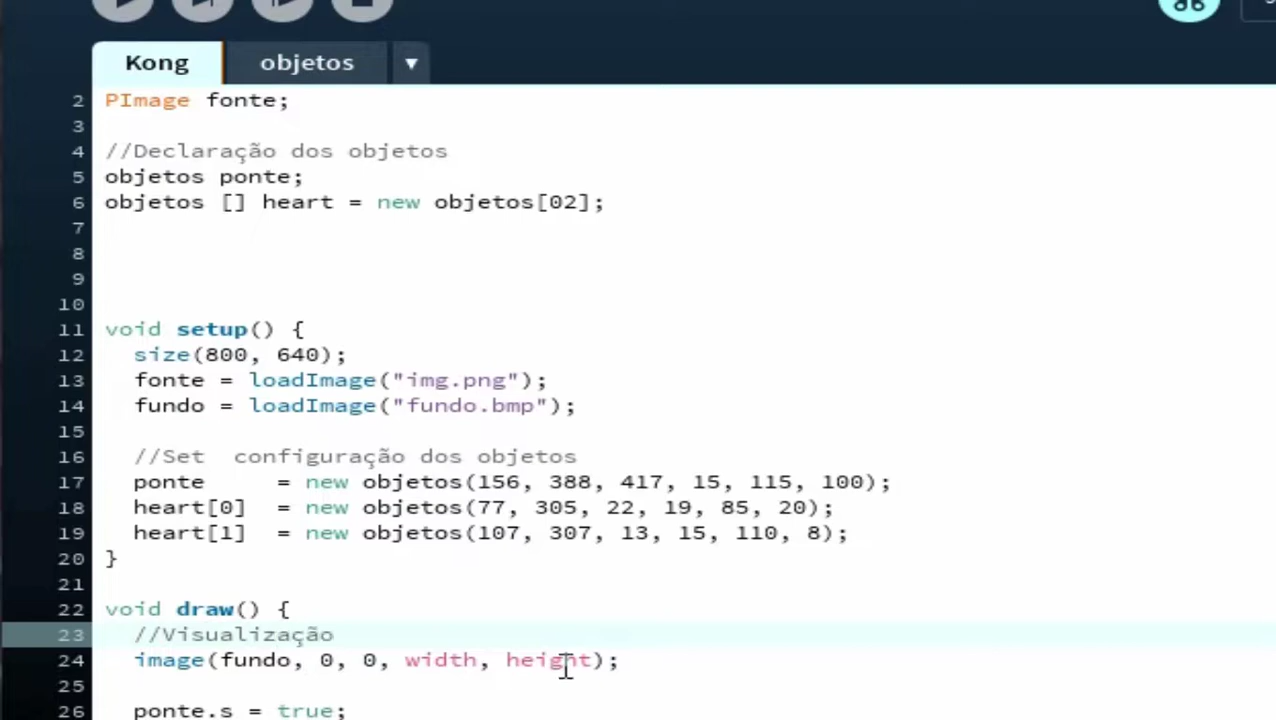 Kong objetos
2 PImage fonte;
3
4 //Declaração dos objetos
5 objetos ponte;
6 objetos [] heart = new objetos[02];
7
8
9
10
11 void setup() {
12 size(800, 640);
13 fonte = loadImage("img.png");
14 fundo = loadImage("fundo.bmp");
15
16 //Set  configuração dos objetos
17 ponte     = new objetos(156, 388, 417, 15, 115, 100);
18 heart[0]  = new objetos(77, 305, 22, 19, 85, 20);
19 heart[1]  = new objetos(107, 307, 13, 15, 110, 8);
20 }
21
22 void draw() {
23 //Visualização
24 image(fundo, 0, 0, width, height);
25
26 ponte.s = true;